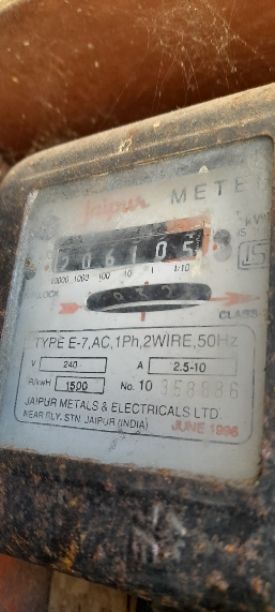 Jaipur METE
206105
10000 1000 100 10 1 1:10
CLASS
TYPE E-7, AC, 1Ph, 2WIRE, 50Hz
V 240 A 2.5-10
R/kWH 1500 No. 10 358886
JAIPUR METALS & ELECTRICALS LTD.
NEAR RLY. STN. JAIPUR (INDIA) JUNE 1996